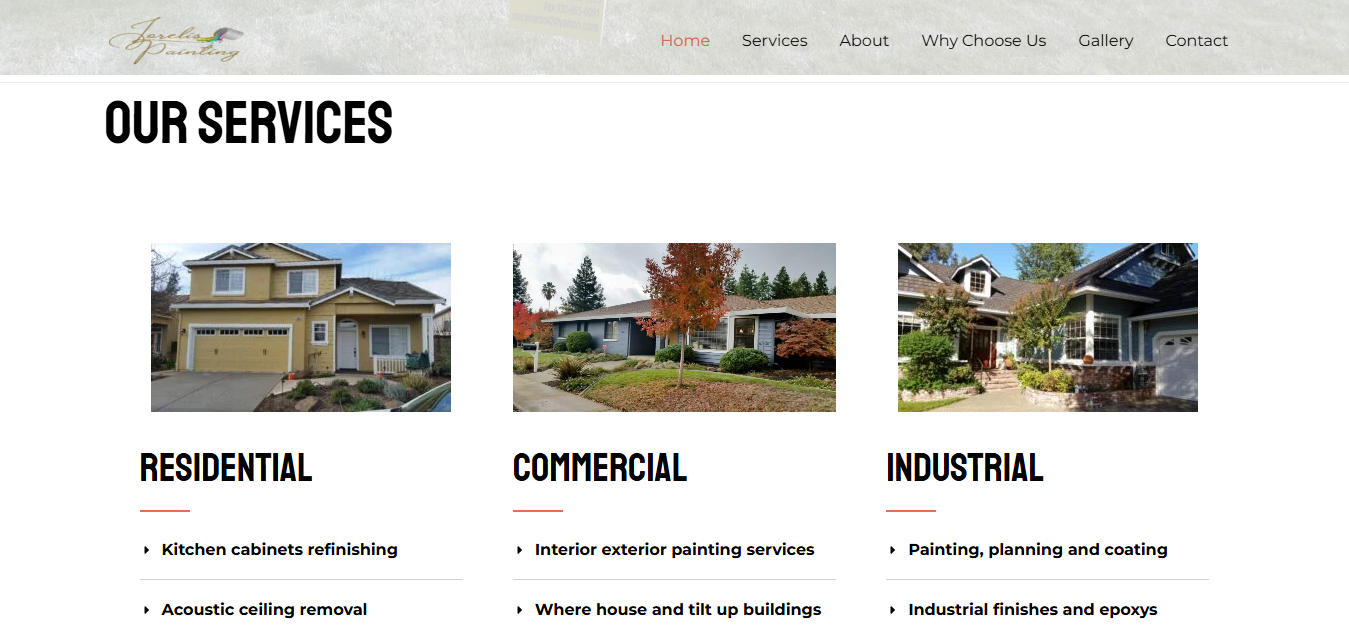 Jorelis
Painting
Home Services About Why Choose Us Gallery Contact
OUR SERVICES
RESIDENTIAL COMMERCIAL INDUSTRIAL
Kitchen cabinets refinishing Interior exterior painting services Painting, planning and coating
Acoustic ceiling removal Where house and tilt up buildings Industrial finishes and epoxys